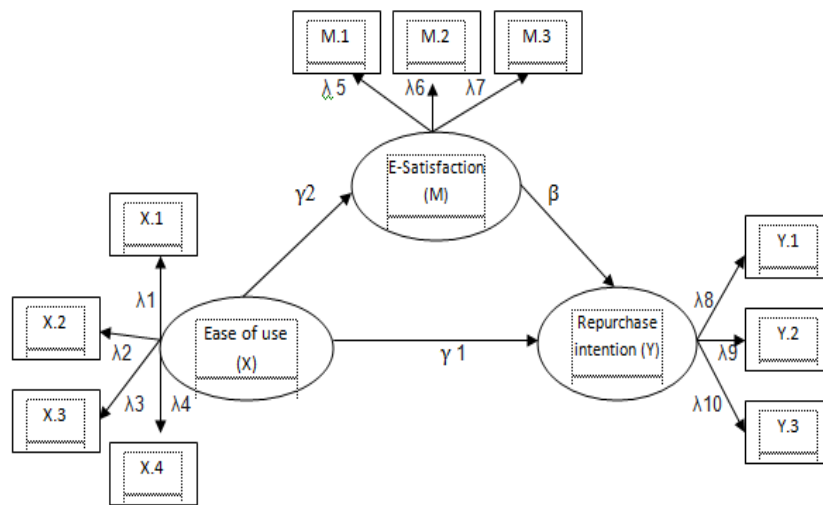 M.1
M.2
M.3
λ 5
λ6
λ7
E-Satisfaction
(M)
γ2
β
X.1
Y.1
λ1
λ8
X.2
Ease of use
(X)
Repurchase
intention (Y)
Y.2
λ2
γ 1
λ9
X.3
λ3
λ4
λ10
Y.3
X.4